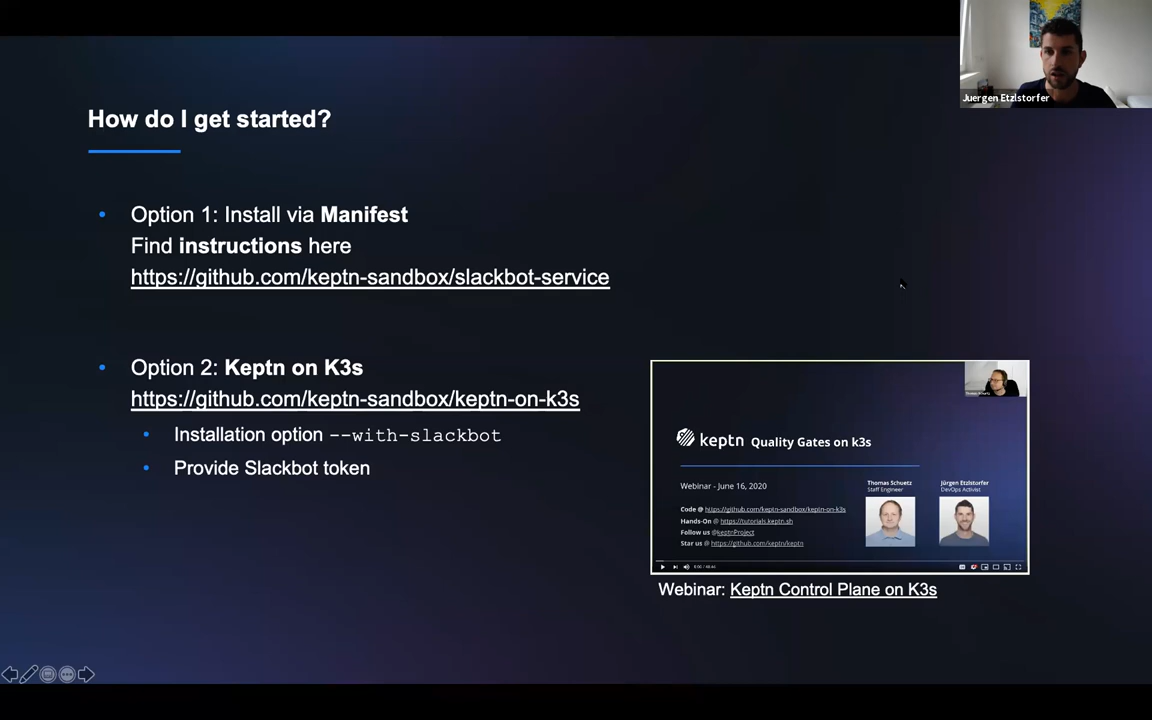 Juergen Etzlstorfer
How do I get started?
Option 1: Install via Manifest
Find instructions here
https://github.com/keptn-sandbox/slackbot-service
Option 2: Keptn on K3s
https://github.com/keptn-sandbox/keptn-on-k3s
Installation option --with-slackbot
Provide Slackbot token
keptn Quality Gates on k3s
Webinar - June 16, 2020
Thomas Schuetz
Staff Engineer
Jürgen Etzlstorfer
DevOps Activist
Code @ https://github.com/keptn-sandbox/keptn-on-k3s
Hands-On @ https://tutorials.keptn.sh
Follow us @keptnProject
Star us @ https://github.com/keptn/keptn
Webinar: Keptn Control Plane on K3s